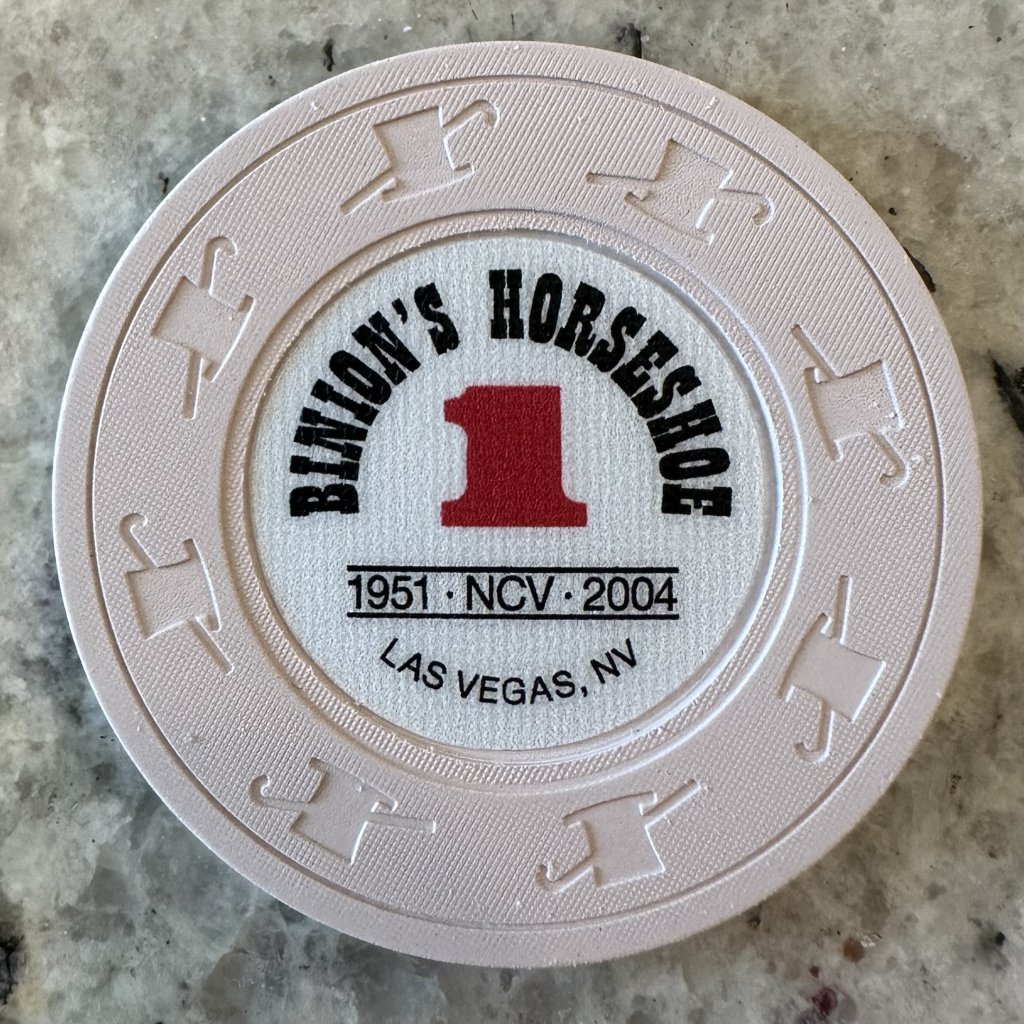 BINION'S HORSESHOE
1
1951 · NCV · 2004
LAS VEGAS, NV